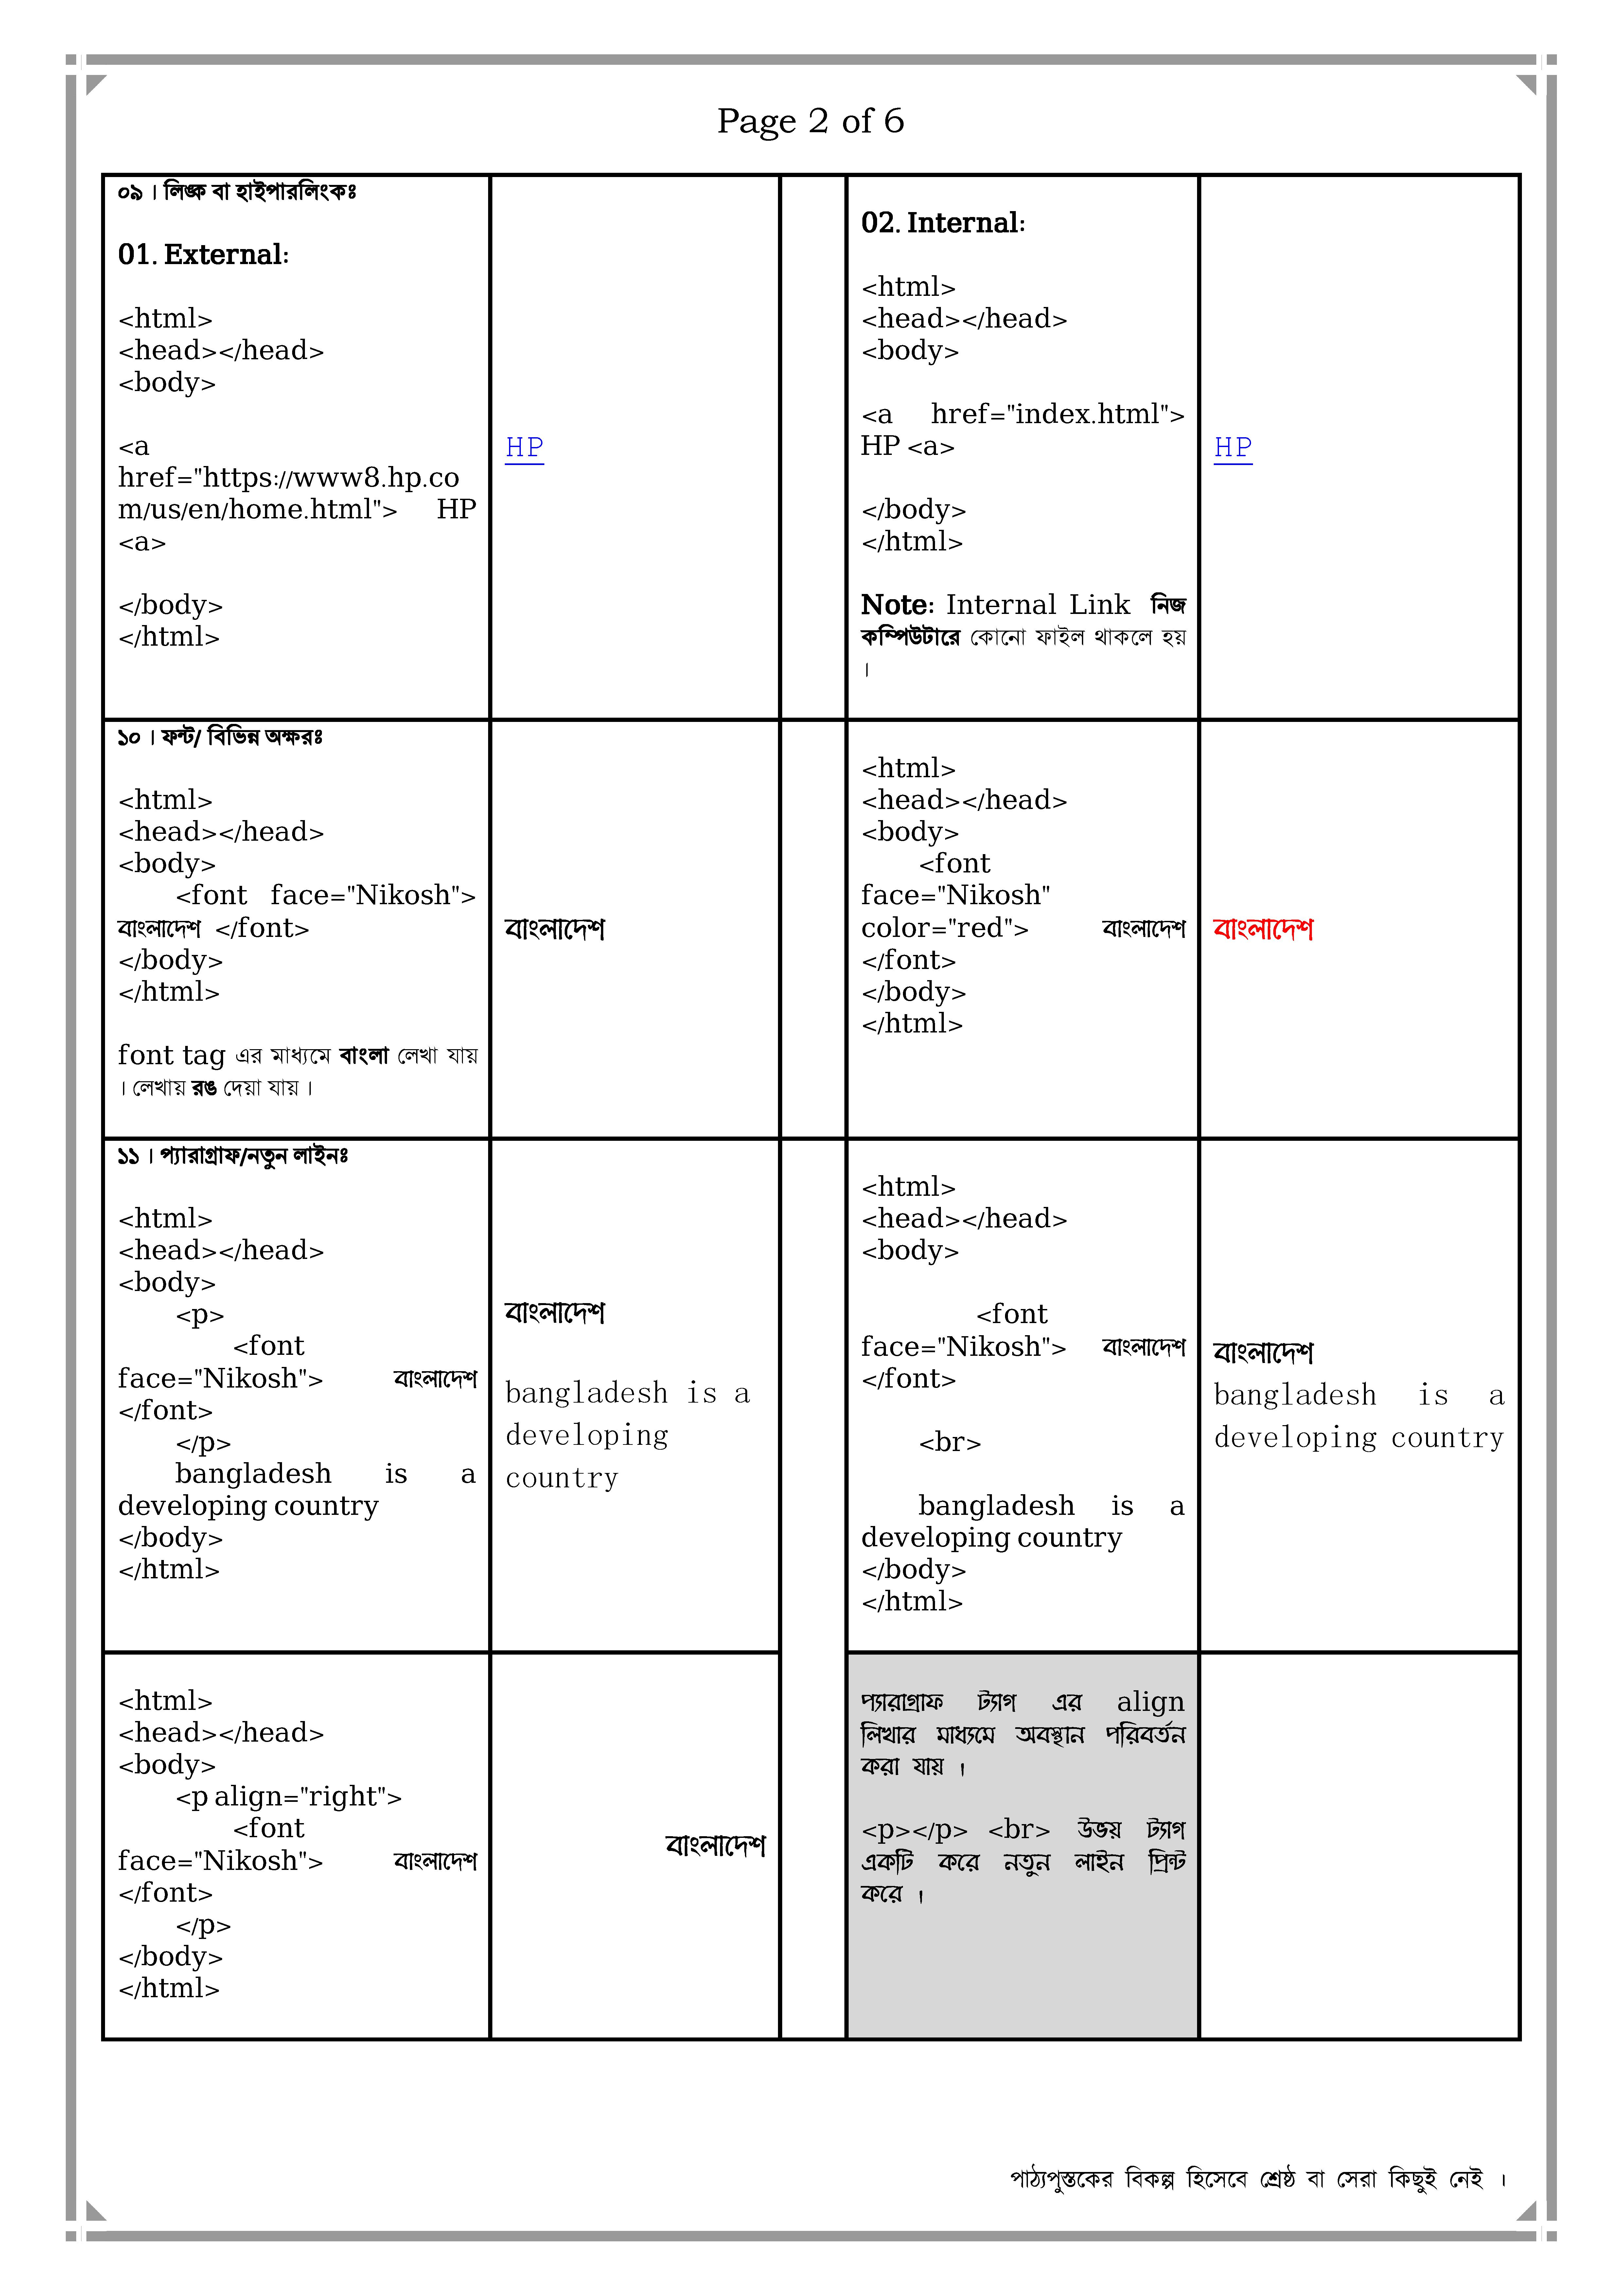 Page 2 of 6
০৯ । লিঙ্ক বা হাইপারলিংকঃ
01. External:
<html>
<head></head>
<body>
<a
href="https://www8.hp.co
m/us/en/home.html"> HP
<a>
</body>
</html>
HP
02. Internal:
<html>
<head></head>
<body>
<a href="index.html">
HP <a>
</body>
</html>
Note: Internal Link নিজ
কম্পিউটারে কোনো ফাইল থাকলে হয়
।
HP
১০ । ফন্ট/ বিভিন্ন অক্ষরঃ
<html>
<head></head>
<body>
<font face="Nikosh">
বাংলাদেশ </font>
</body>
</html>
font tag এর মাধ্যমে বাংলা লেখা যায়
। লেখায় রঙ দেয়া যায় ।
বাংলাদেশ
<html>
<head></head>
<body>
<font
face="Nikosh"
color="red"> বাংলাদেশ
</font>
</body>
</html>
বাংলাদেশ
১১ । প্যারাগ্রাফ/নতুন লাইনঃ
<html>
<head></head>
<body>
<p>
<font
face="Nikosh"> বাংলাদেশ
</font>
</p>
bangladesh is a
developing country
</body>
</html>
বাংলাদেশ
bangladesh is a
developing
country
<html>
<head></head>
<body>
<font
face="Nikosh"> বাংলাদেশ
</font>
<br>
bangladesh is a
developing country
</body>
</html>
বাংলাদেশ
bangladesh is a
developing country
<html>
<head></head>
<body>
<p align="right">
<font
face="Nikosh"> বাংলাদেশ
</font>
</p>
</body>
</html>
বাংলাদেশ
প্যারাগ্রাফ ট্যাগ এর align
লিখার মাধ্যমে অবস্থান পরিবর্তন
করা যায় ।
<p></p> <br> উভয় ট্যাগ
একটি করে নতুন লাইন প্রিন্ট
করে ।
পাঠ্যপুস্তকের বিকল্প হিসেবে শ্রেষ্ঠ বা সেরা কিছুই নেই ।